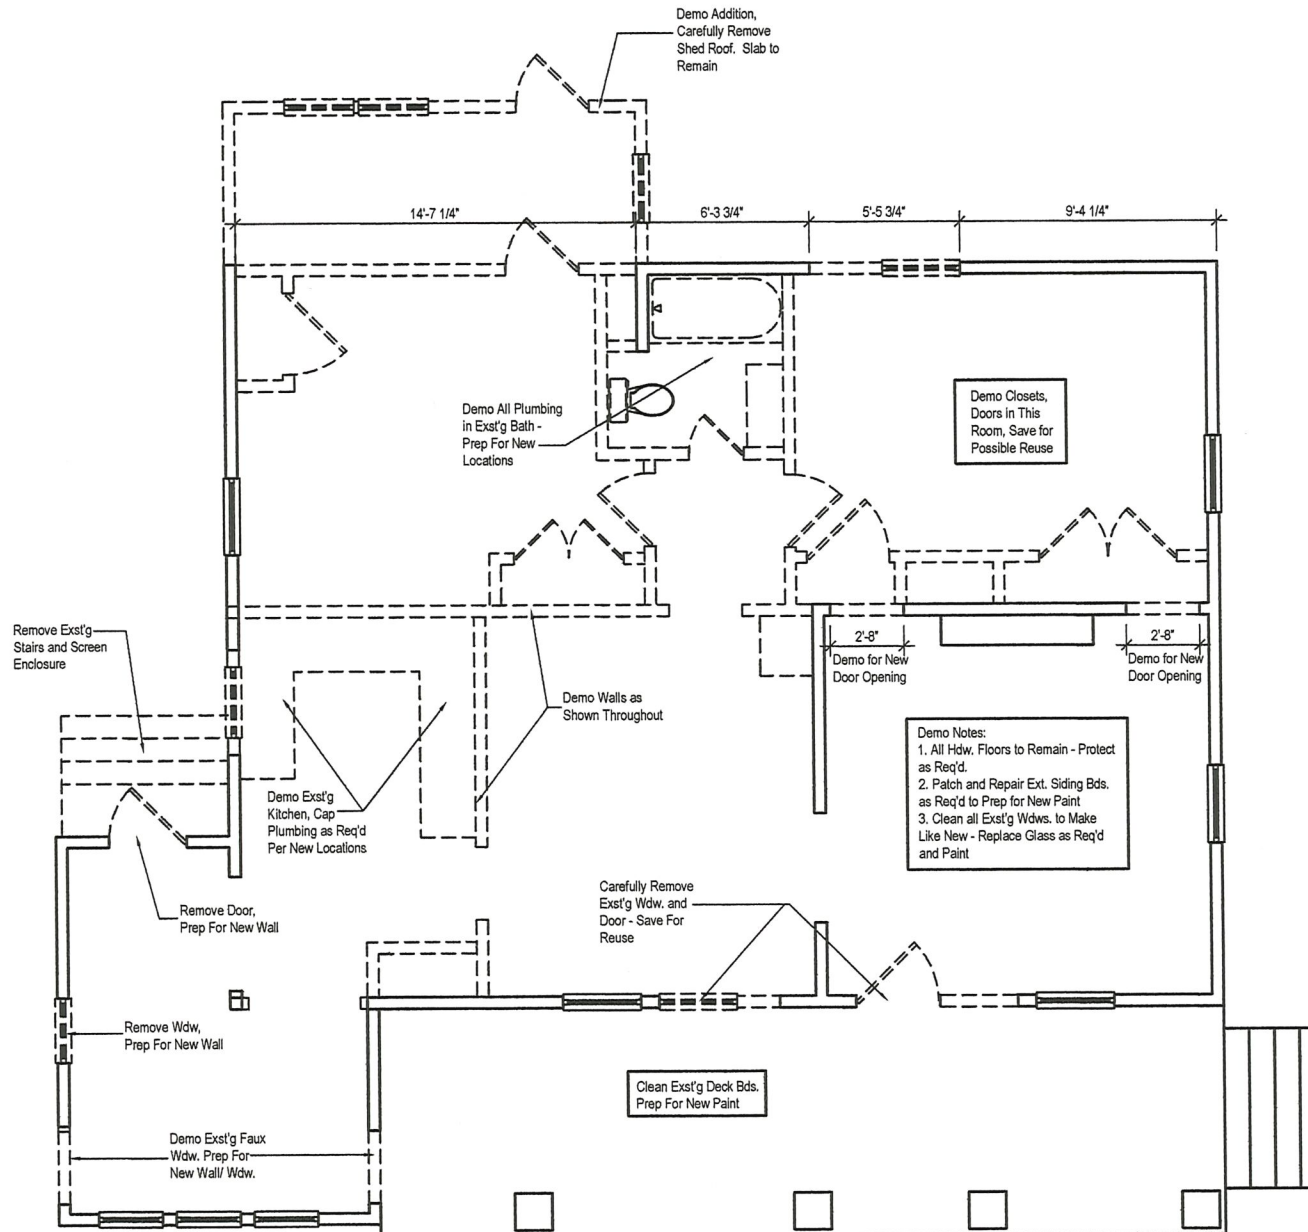 Demo Addition,
Carefully Remove
Shed Roof.  Slab to
Remain
14'-7 1/4"
6'-3 3/4"
5'-5 3/4"
9'-4 1/4"
Demo All Plumbing
in Exst'g Bath -
Prep For New
Locations
Demo Closets,
Doors in This
Room, Save for
Possible Reuse
Remove Exst'g
Stairs and Screen
Enclosure
2'-8"
Demo for New
Door Opening
2'-8"
Demo for New
Door Opening
Demo Walls as
Shown Throughout
Demo Notes:
1. All Hdw. Floors to Remain - Protect
as Req'd.
2. Patch and Repair Ext. Siding Bds.
as Req'd to Prep for New Paint
3. Clean all Exst'g Wdws. to Make
Like New - Replace Glass as Req'd
and Paint
Demo Exst'g
Kitchen, Cap
Plumbing as Req'd
Per New Locations
Remove Door,
Prep For New Wall
Carefully Remove
Exst'g Wdw. and
Door - Save For
Reuse
Remove Wdw,
Prep For New Wall
Clean Exst'g Deck Bds.
Prep For New Paint
Demo Exst'g Faux
Wdw. Prep For
New Wall/ Wdw.